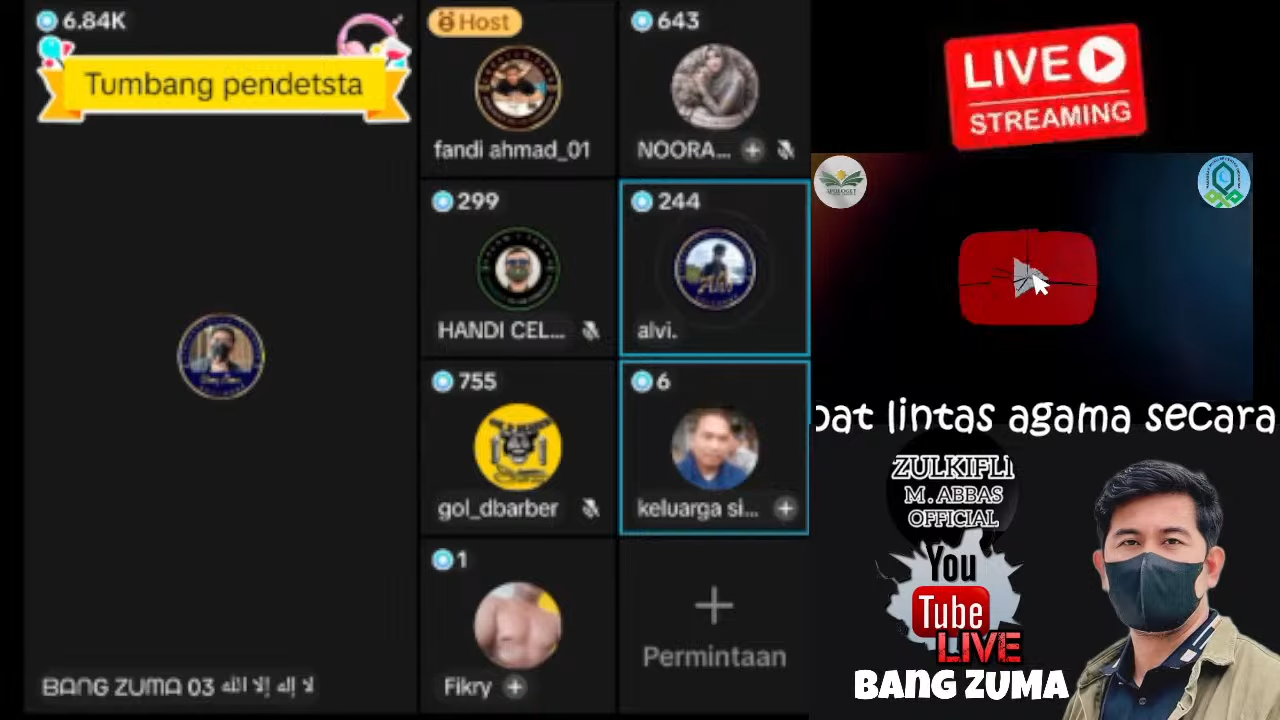 6.84K
Tumbang pendetsta
BANG ZUMA 03 لا إله إلا الله
Host
fandi ahmad_01
643
NOORA...
299
HANDI CEL...
244
alvi.
755
gol_dbarber
6
keluarga si...
1
Fikry
Permintaan
LIVE
STREAMING
bat lintas agama secara
ZULKIFLI
M. ABBAS
OFFICIAL
You
Tube
LIVE
BANG ZUMA